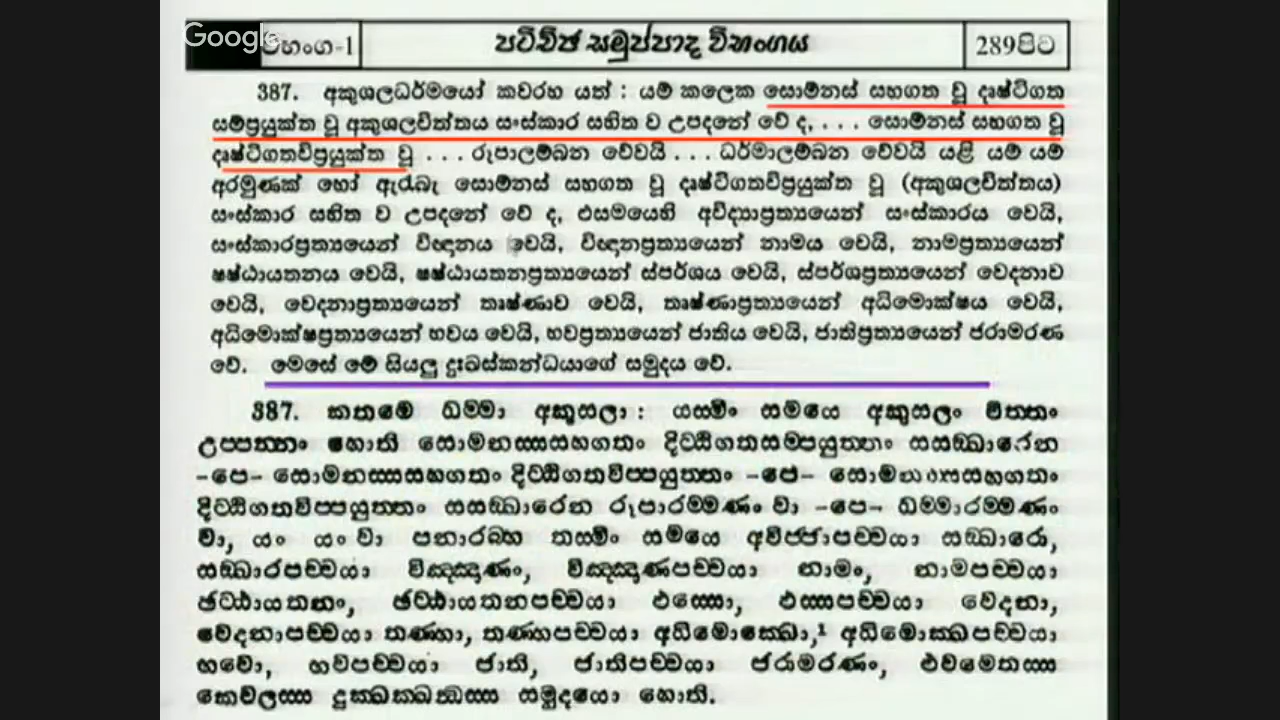 Google
විභංග-1 පටිච්ඡ සමුප්පාද විභංගය 289පිට
387. අකුශලධර්මයෝ කවරහ යත් : යම් කලෙක සොම්නස් සහගත වූ දෘෂ්ටිගත
සම්ප්‍රයුක්ත වූ අකුශලචිත්තය සංස්කාර සහිත ව උපදනේ වේ ද, . . . සොම්නස් සහගත වූ
දෘෂ්ටිගතවිප්‍රයුක්ත වූ . . . රූපාලම්බන වේවයි . . . ධර්මාලම්බන වේවයි යළි යම් යම්
අරමුණක් හෝ ඇරැබැ සොම්නස් සහගත වූ දෘෂ්ටිගතවිප්‍රයුක්ත වූ (අකුශලචිත්තය)
සංස්කාර සහිත ව උපදනේ වේ ද, එසමයෙහි අවිද්‍යාප්‍රත්‍යයෙන් සංස්කාරය වෙයි,
සංස්කාරප්‍රත්‍යයෙන් විඥානය වෙයි, විඥානප්‍රත්‍යයෙන් නාමය වෙයි, නාමප්‍රත්‍යයෙන්
ෂෂ්ඨායතනය වෙයි, ෂෂ්ඨායතනප්‍රත්‍යයෙන් ස්පර්ශය වෙයි, ස්පර්ශප්‍රත්‍යයෙන් වේදනාව
වෙයි, වේදනාප්‍රත්‍යයෙන් තෘෂ්ණාව වෙයි, තෘෂ්ණාප්‍රත්‍යයෙන් අධිමොක්ෂය වෙයි,
අධිමොක්ෂප්‍රත්‍යයෙන් භවය වෙයි, භවප්‍රත්‍යයෙන් ජාතිය වෙයි, ජාතිප්‍රත්‍යයෙන් ජරාමරණ
වේ. මෙසේ මේ සියලු දුඃඛස්කන්ධයාගේ සමුදය වේ.
387. කතමෙ ධම්මා අකුසලා : යස්මිං සමයෙ අකුසලං චිත්තං
උප්පන්නං හොති සොමනස්සසහගතං දිට්ඨිගතසම්පයුත්තං සසඞ්ඛාරෙන
-පෙ- සොමනස්සසහගතං දිට්ඨිගතවිප්පයුත්තං -පෙ- සොමනස්සසහගතං
දිට්ඨිගතවිප්පයුත්තං සසඞ්ඛාරෙන රූපාරම්මණං වා -පෙ- ධම්මාරම්මණං
වා, යං යං වා පනාරබ්භ තස්මිං සමයෙ අවිජ්ජාපච්චයා සඞ්ඛාරො,
සඞ්ඛාරපච්චයා විඤ්ඤාණං, විඤ්ඤාණපච්චයා නාමං, නාමපච්චයා
ඡට්ඨායතනං, ඡට්ඨායතනපච්චයා ඵස්සො, ඵස්සපච්චයා වේදනා,
වෙදනාපච්චයා තණ්හා, තණ්හාපච්චයා අධිමොක්ඛො,¹ අධිමොක්ඛපච්චයා
භවො, භවපච්චයා ජාති, ජාතිපච්චයා ජරාමරණං, එවමෙතස්ස
කෙවලස්ස දුක්ඛක්ඛන්ධස්ස සමුදයො හොති.